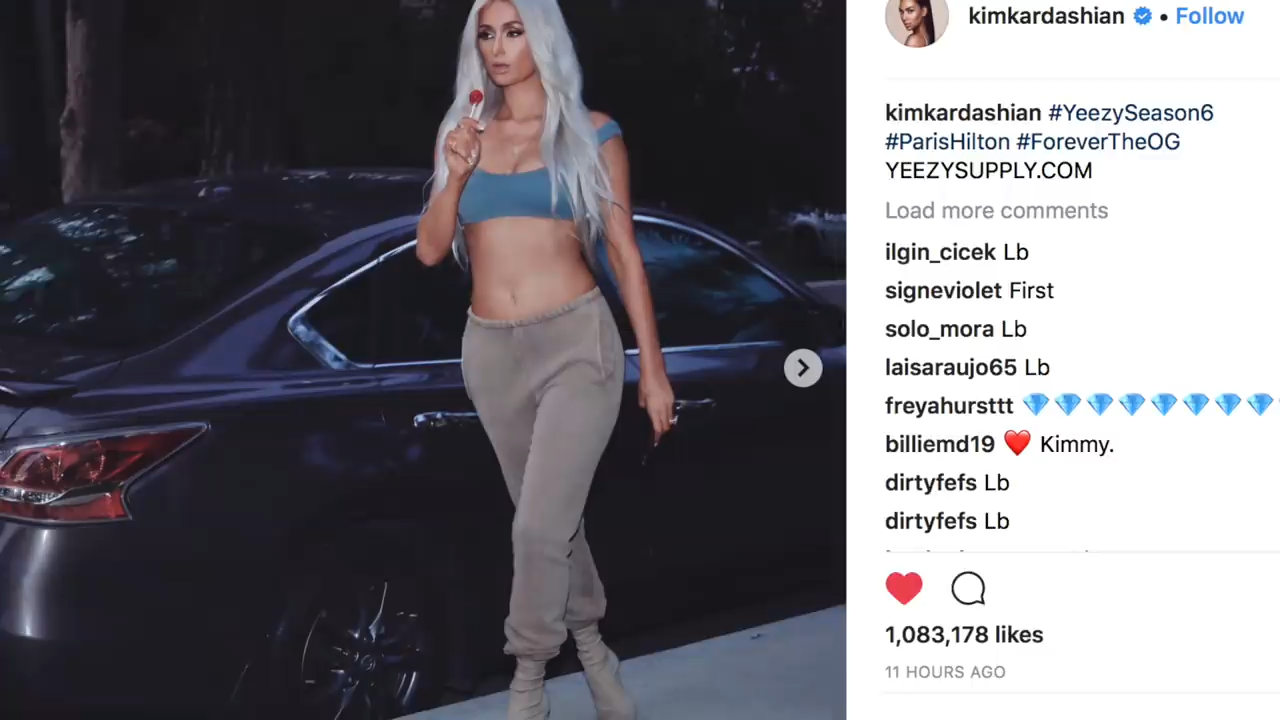 kimkardashian • Follow
kimkardashian #YeezySeason6
#ParisHilton #ForeverTheOG
YEEZYSUPPLY.COM
Load more comments
ilgin_cicek Lb
signeviolet First
solo_mora Lb
laisaraujo65 Lb
freyahursttt 💎💎💎💎💎💎💎💎
billiemd19 ❤️ Kimmy.
dirtyfefs Lb
dirtyfefs Lb
1,083,178 likes
11 HOURS AGO